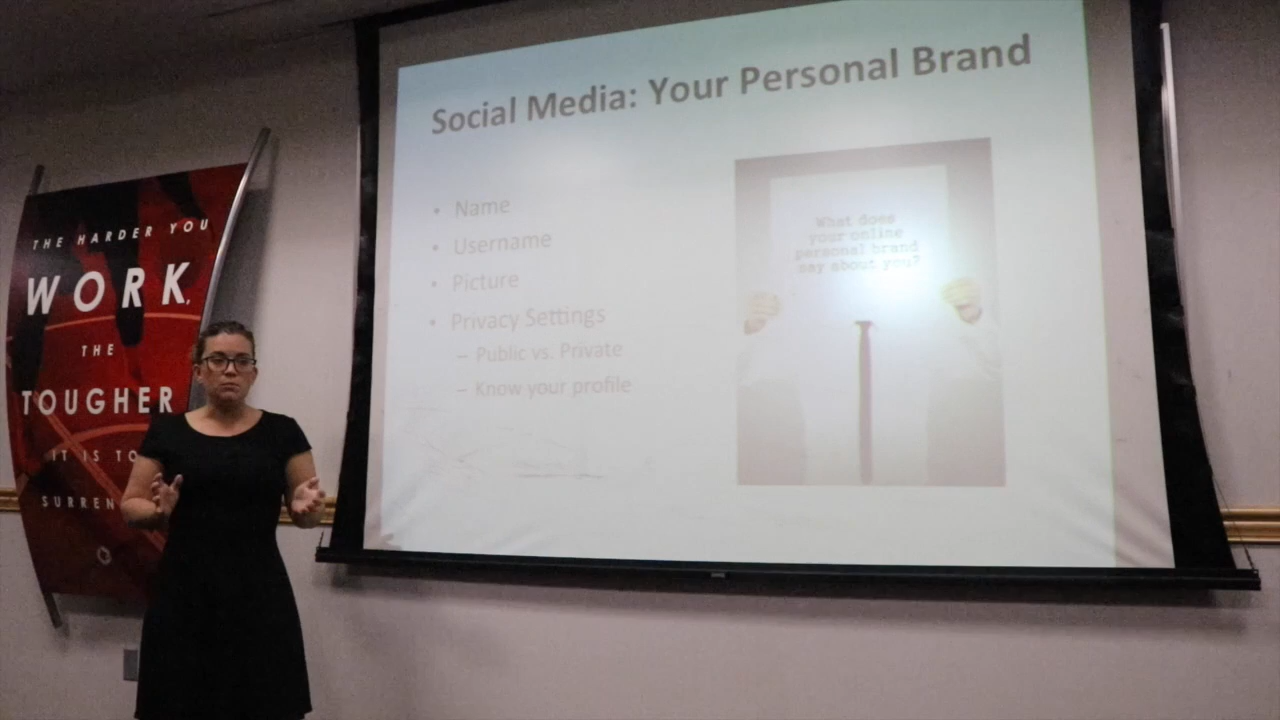 THE HARDER YOU
WORK,
THE
TOUGHER
IT IS TO
SURREN
Social Media: Your Personal Brand
• Name
• Username
• Picture
• Privacy Settings
– Public vs. Private
– Know your profile
What does
your online
personal brand
say about you?